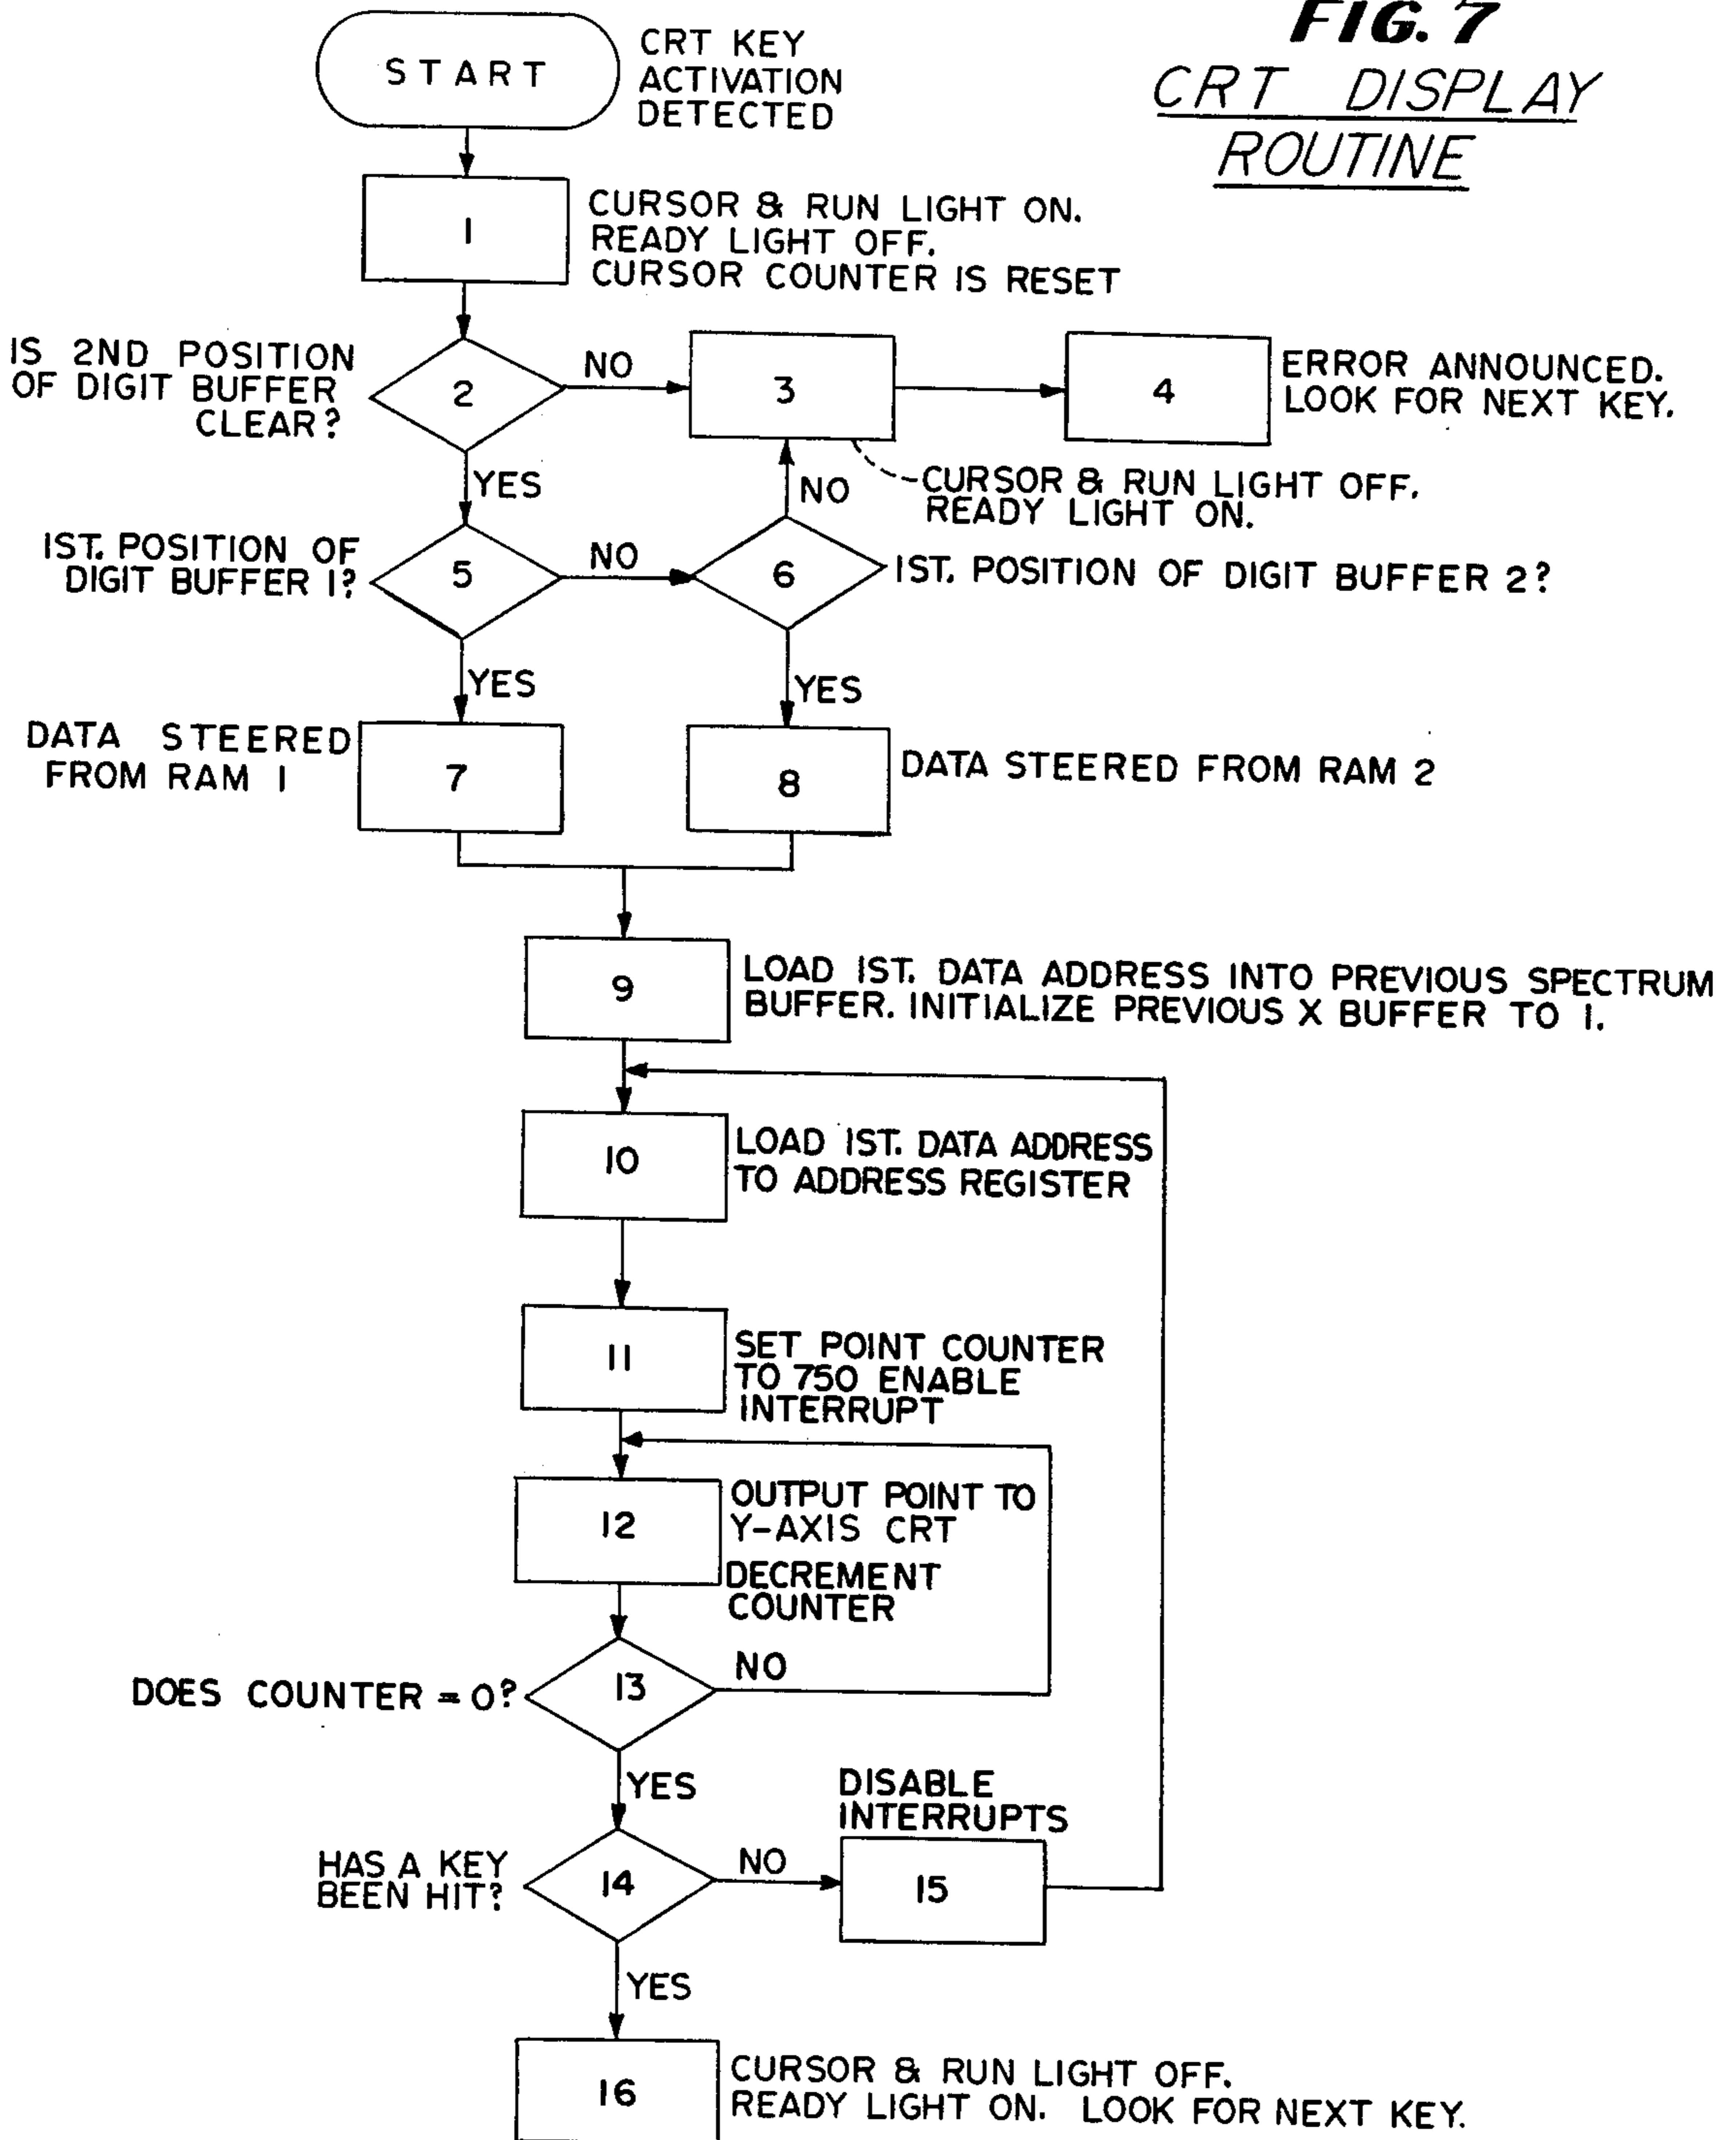 FIG. 7
CRT DISPLAY
ROUTINE
START
CRT KEY
ACTIVATION
DETECTED
1
CURSOR & RUN LIGHT ON.
READY LIGHT OFF.
CURSOR COUNTER IS RESET
IS 2ND POSITION
OF DIGIT BUFFER
CLEAR?
2
NO
3
4
ERROR ANNOUNCED.
LOOK FOR NEXT KEY.
YES
NO
CURSOR & RUN LIGHT OFF.
READY LIGHT ON.
1ST. POSITION OF
DIGIT BUFFER 1?
5
NO
6
1ST. POSITION OF DIGIT BUFFER 2?
YES
YES
DATA STEERED
FROM RAM 1
7
8
DATA STEERED FROM RAM 2
9
LOAD 1ST. DATA ADDRESS INTO PREVIOUS SPECTRUM
BUFFER. INITIALIZE PREVIOUS X BUFFER TO 1.
10
LOAD 1ST. DATA ADDRESS
TO ADDRESS REGISTER
11
SET POINT COUNTER
TO 750 ENABLE
INTERRUPT
12
OUTPUT POINT TO
Y-AXIS CRT
DECREMENT
COUNTER
DOES COUNTER = 0?
13
NO
YES
DISABLE
INTERRUPTS
HAS A KEY
BEEN HIT?
14
NO
15
YES
16
CURSOR & RUN LIGHT OFF.
READY LIGHT ON. LOOK FOR NEXT KEY.